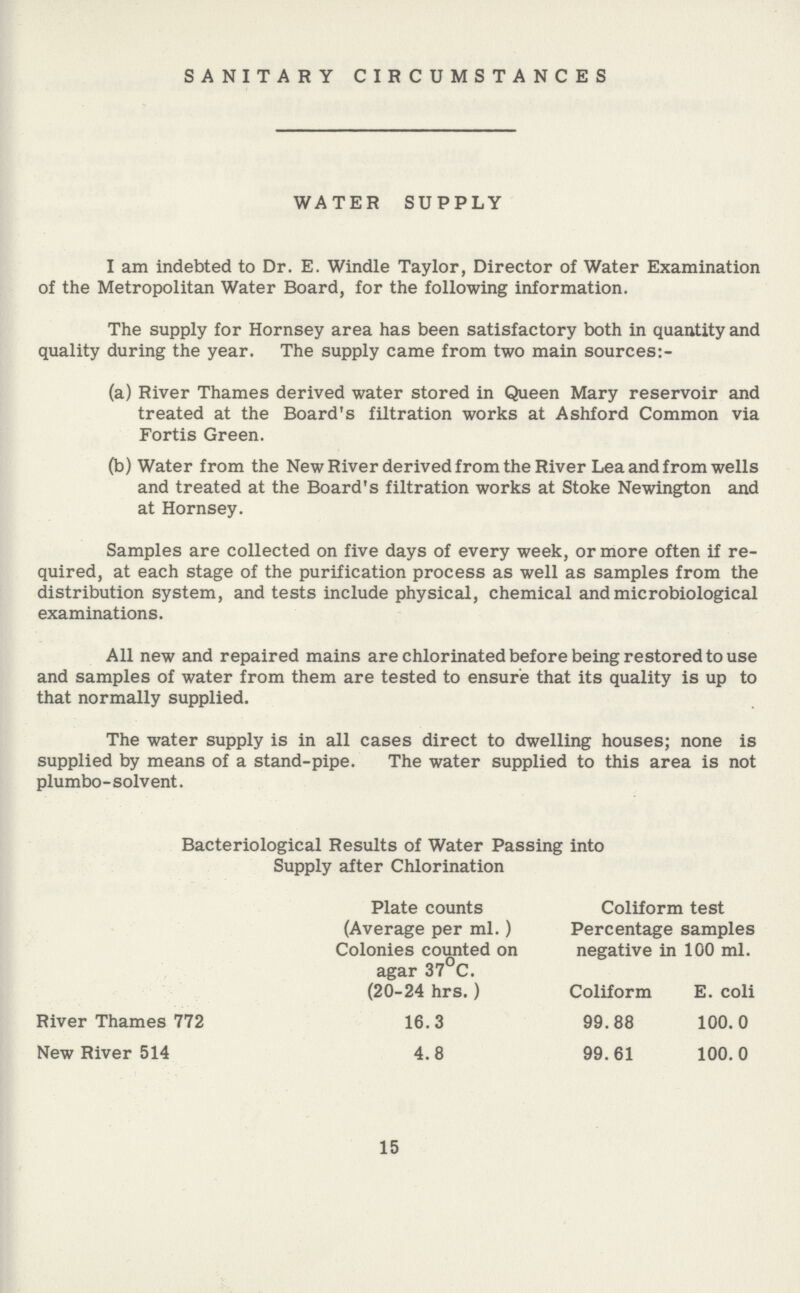 SANITARY CIRCUMSTANCES
WATER SUPPLY
I am indebted to Dr. E. Windle Taylor, Director of Water Examination
of the Metropolitan Water Board, for the following information.
The supply for Hornsey area has been satisfactory both in quantity and
quality during the year. The supply came from two main sources:-
(a) River Thames derived water stored in Queen Mary reservoir and
treated at the Board's filtration works at Ashford Common via
Fortis Green.
(b) Water from the New River derived from the River Lea and from wells
and treated at the Board's filtration works at Stoke Newington and
at Hornsey.
Samples are collected on five days of every week, or more often if re-
quired, at each stage of the purification process as well as samples from the
distribution system, and tests include physical, chemical and microbiological
examinations.
All new and repaired mains are chlorinated before being restored to use
and samples of water from them are tested to ensure that its quality is up to
that normally supplied.
The water supply is in all cases direct to dwelling houses; none is
supplied by means of a stand-pipe. The water supplied to this area is not
plumbo-solvent.
Bacteriological Results of Water Passing into
Supply after Chlorination
Plate counts Coliform test
(Average per ml.) Percentage samples
Colonies counted on negative in 100 ml.
agar 37°C.
(20-24 hrs.) Coliform E. coli
River Thames 772 16.3 99.88 100.0
New River 514 4.8 99.61 100.0
15